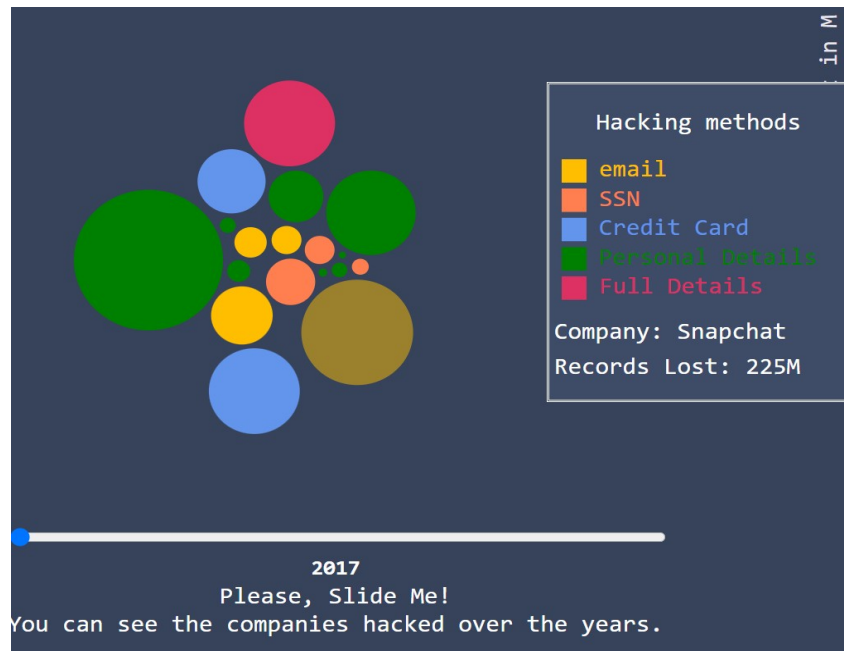 in M
Hacking methods
email
SSN
Credit Card
Personal Details
Full Details
Company: Snapchat
Records Lost: 225M
2017
Please, Slide Me!
You can see the companies hacked over the years.